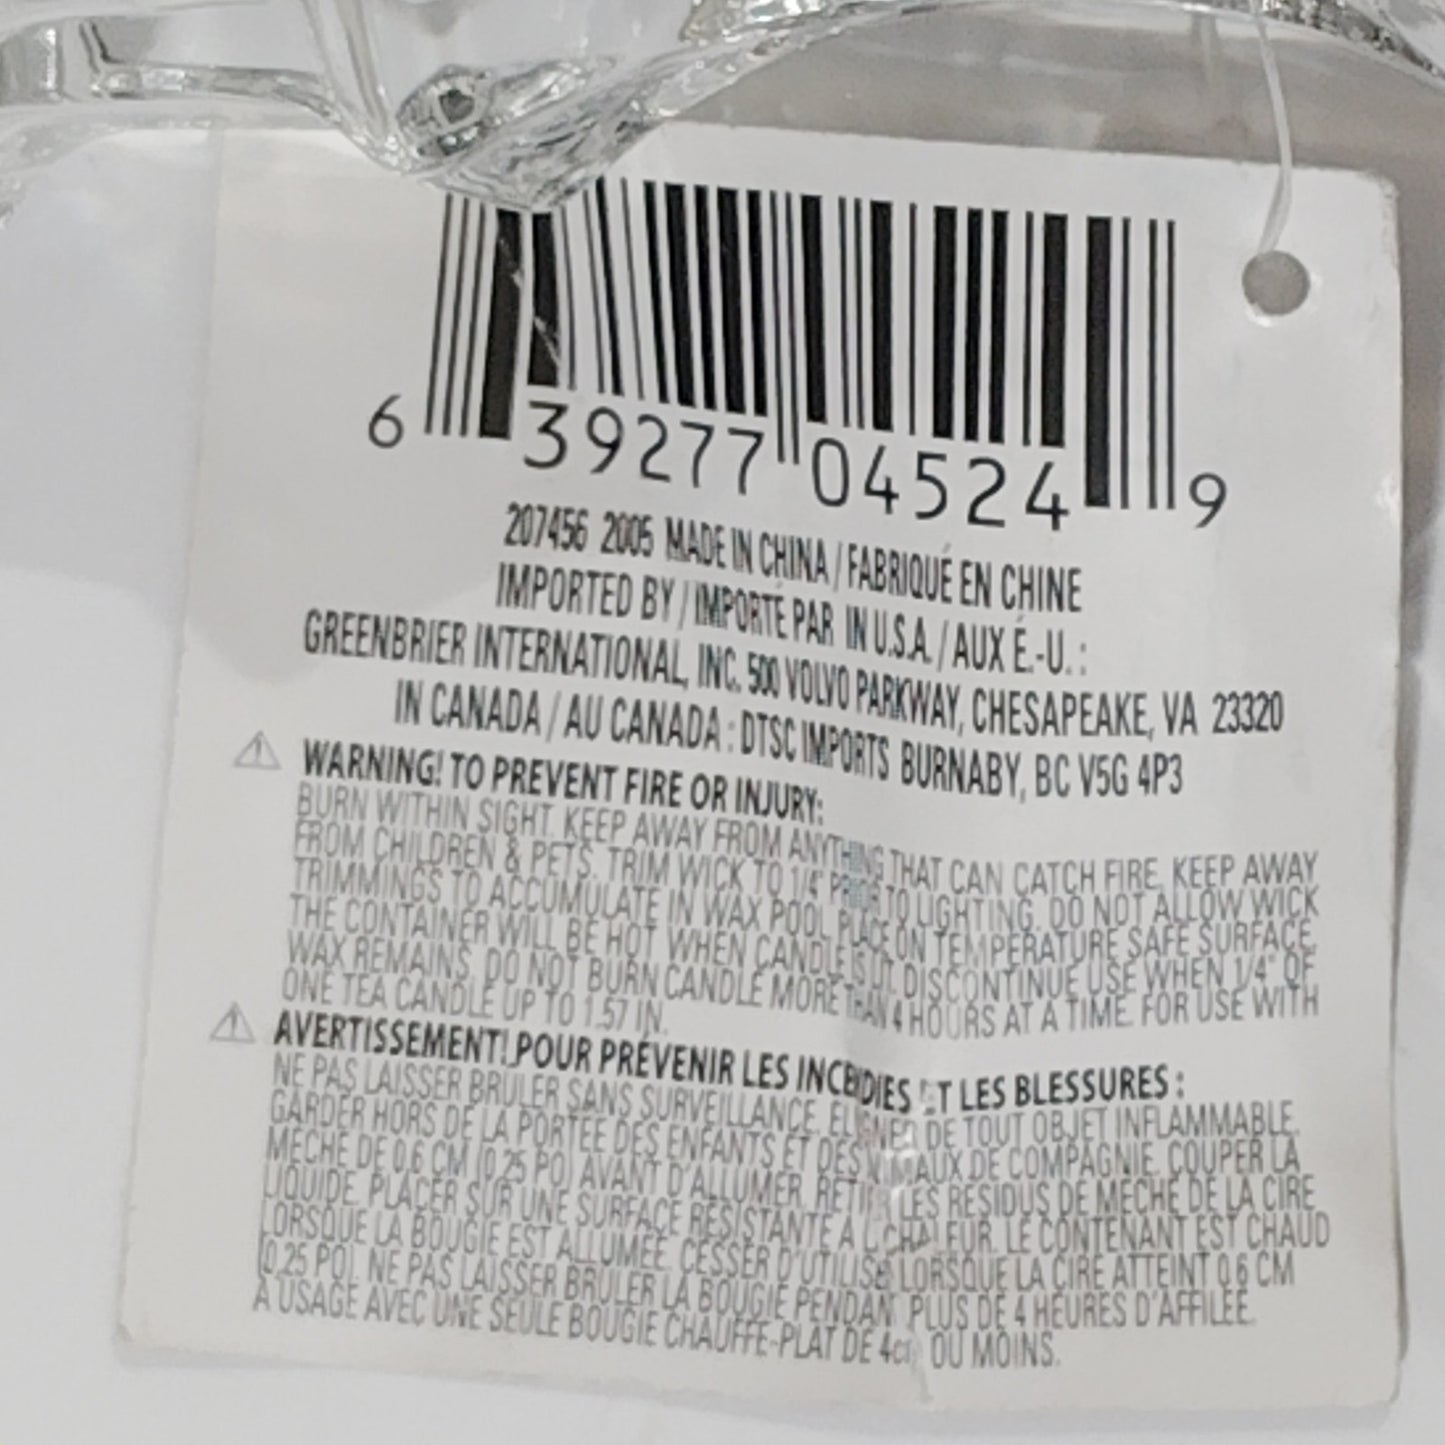 6 39277 04524 9
207456 2005 MADE IN CHINA / FABRIQUÉ EN CHINE
IMPORTED BY / IMPORTÉ PAR IN U.S.A. / AUX É.-U. :
GREENBRIER INTERNATIONAL, INC. 500 VOLVO PARKWAY, CHESAPEAKE, VA 23320
IN CANADA / AU CANADA : DTSC IMPORTS BURNABY, BC V5G 4P3
WARNING! TO PREVENT FIRE OR INJURY:
BURN WITHIN SIGHT. KEEP AWAY FROM ANYTHING THAT CAN CATCH FIRE. KEEP AWAY
FROM CHILDREN & PETS. TRIM WICK TO 1/4" PRIOR TO LIGHTING. DO NOT ALLOW WICK
TRIMMINGS TO ACCUMULATE IN WAX POOL. PLACE ON TEMPERATURE SAFE SURFACE.
THE CONTAINER WILL BE HOT WHEN CANDLE IS LIT. DISCONTINUE USE WHEN 1/4" OF
WAX REMAINS. DO NOT BURN CANDLE MORE THAN 4 HOURS AT A TIME. FOR USE WITH
ONE TEA CANDLE UP TO 1.57 IN.
AVERTISSEMENT! POUR PRÉVENIR LES INCENDIES ET LES BLESSURES :
NE PAS LAISSER BRÛLER SANS SURVEILLANCE. ÉLOIGNER DE TOUT OBJET INFLAMMABLE.
GARDER HORS DE LA PORTÉE DES ENFANTS ET DES ANIMAUX DE COMPAGNIE. COUPER LA
MÈCHE DE 0,6 CM (0,25 PO) AVANT D'ALLUMER. RETIRER LES RÉSIDUS DE MÈCHE DE LA CIRE
LIQUIDE. PLACER SUR UNE SURFACE RÉSISTANTE À LA CHALEUR. LE CONTENANT EST CHAUD
LORSQUE LA BOUGIE EST ALLUMÉE. CESSER D'UTILISER LORSQUE LA CIRE ATTEINT 0,6 CM
(0,25 PO). NE PAS LAISSER BRÛLER LA BOUGIE PENDANT PLUS DE 4 HEURES D'AFFILÉE.
À USAGE AVEC UNE SEULE BOUGIE CHAUFFE-PLAT DE 4cm OU MOINS.